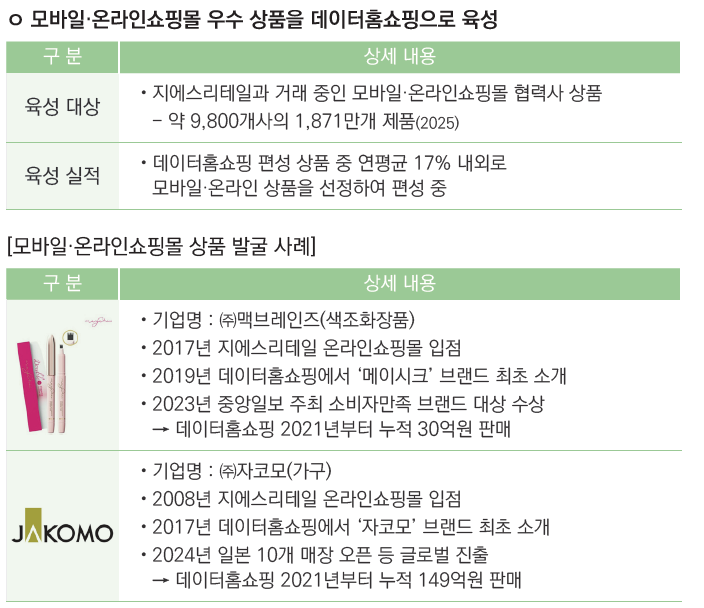 ㅇ 모바일·온라인쇼핑몰 우수 상품을 데이터홈쇼핑으로 육성
구 분
상세 내용
육성 대상
• 지에스리테일과 거래 중인 모바일·온라인쇼핑몰 협력사 상품
- 약 9,800개사의 1,871만개 제품(2025)
육성 실적
• 데이터홈쇼핑 편성 상품 중 연평균 17% 내외로
모바일·온라인 상품을 선정하여 편성 중
[모바일·온라인쇼핑몰 상품 발굴 사례]
구 분
상세 내용
• 기업명 : ㈜맥브레인즈(색조화장품)
• 2017년 지에스리테일 온라인쇼핑몰 입점
• 2019년 데이터홈쇼핑에서 ‘메이시크’ 브랜드 최초 소개
• 2023년 중앙일보 주최 소비자만족 브랜드 대상 수상
→ 데이터홈쇼핑 2021년부터 누적 30억원 판매
JAKOMO
• 기업명 : ㈜자코모(가구)
• 2008년 지에스리테일 온라인쇼핑몰 입점
• 2017년 데이터홈쇼핑에서 ‘자코모’ 브랜드 최초 소개
• 2024년 일본 10개 매장 오픈 등 글로벌 진출
→ 데이터홈쇼핑 2021년부터 누적 149억원 판매